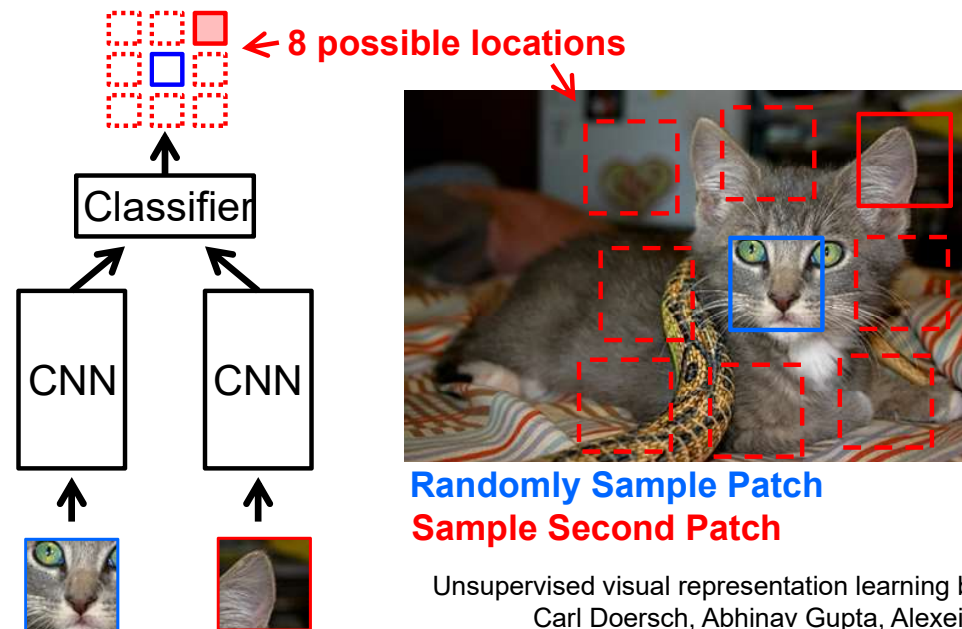 8 possible locations
Classifier
CNN
CNN
Randomly Sample Patch
Sample Second Patch
Unsupervised visual representation learning
Carl Doersch, Abhinav Gupta, Alexei